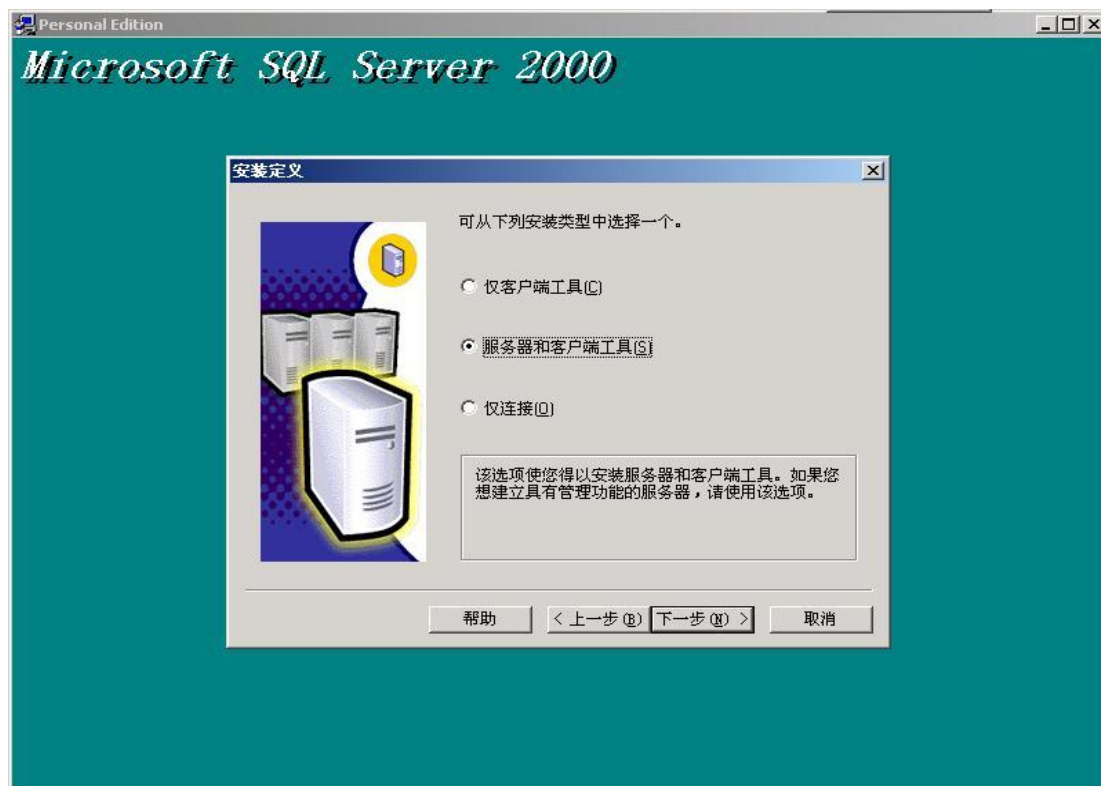 Personal Edition
Microsoft SQL Server 2000
安装定义
可从下列安装类型中选择一个。
仅客户端工具(C)
服务器和客户端工具(S)
仅连接(O)
该选项使您得以安装服务器和客户端工具。如果您
想建立具有管理功能的服务器，请使用该选项。
帮助 < 上一步(B) 下一步(N) > 取消